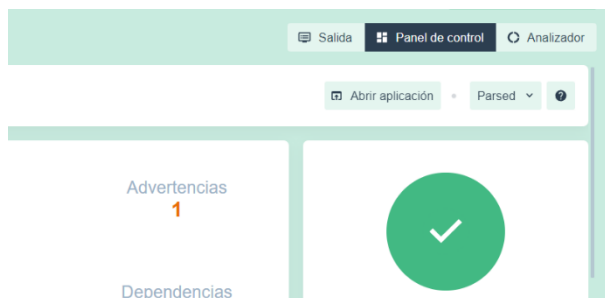 Salida Panel de control Analizador
Abrir aplicación Parsed
Advertencias
1
Dependencias